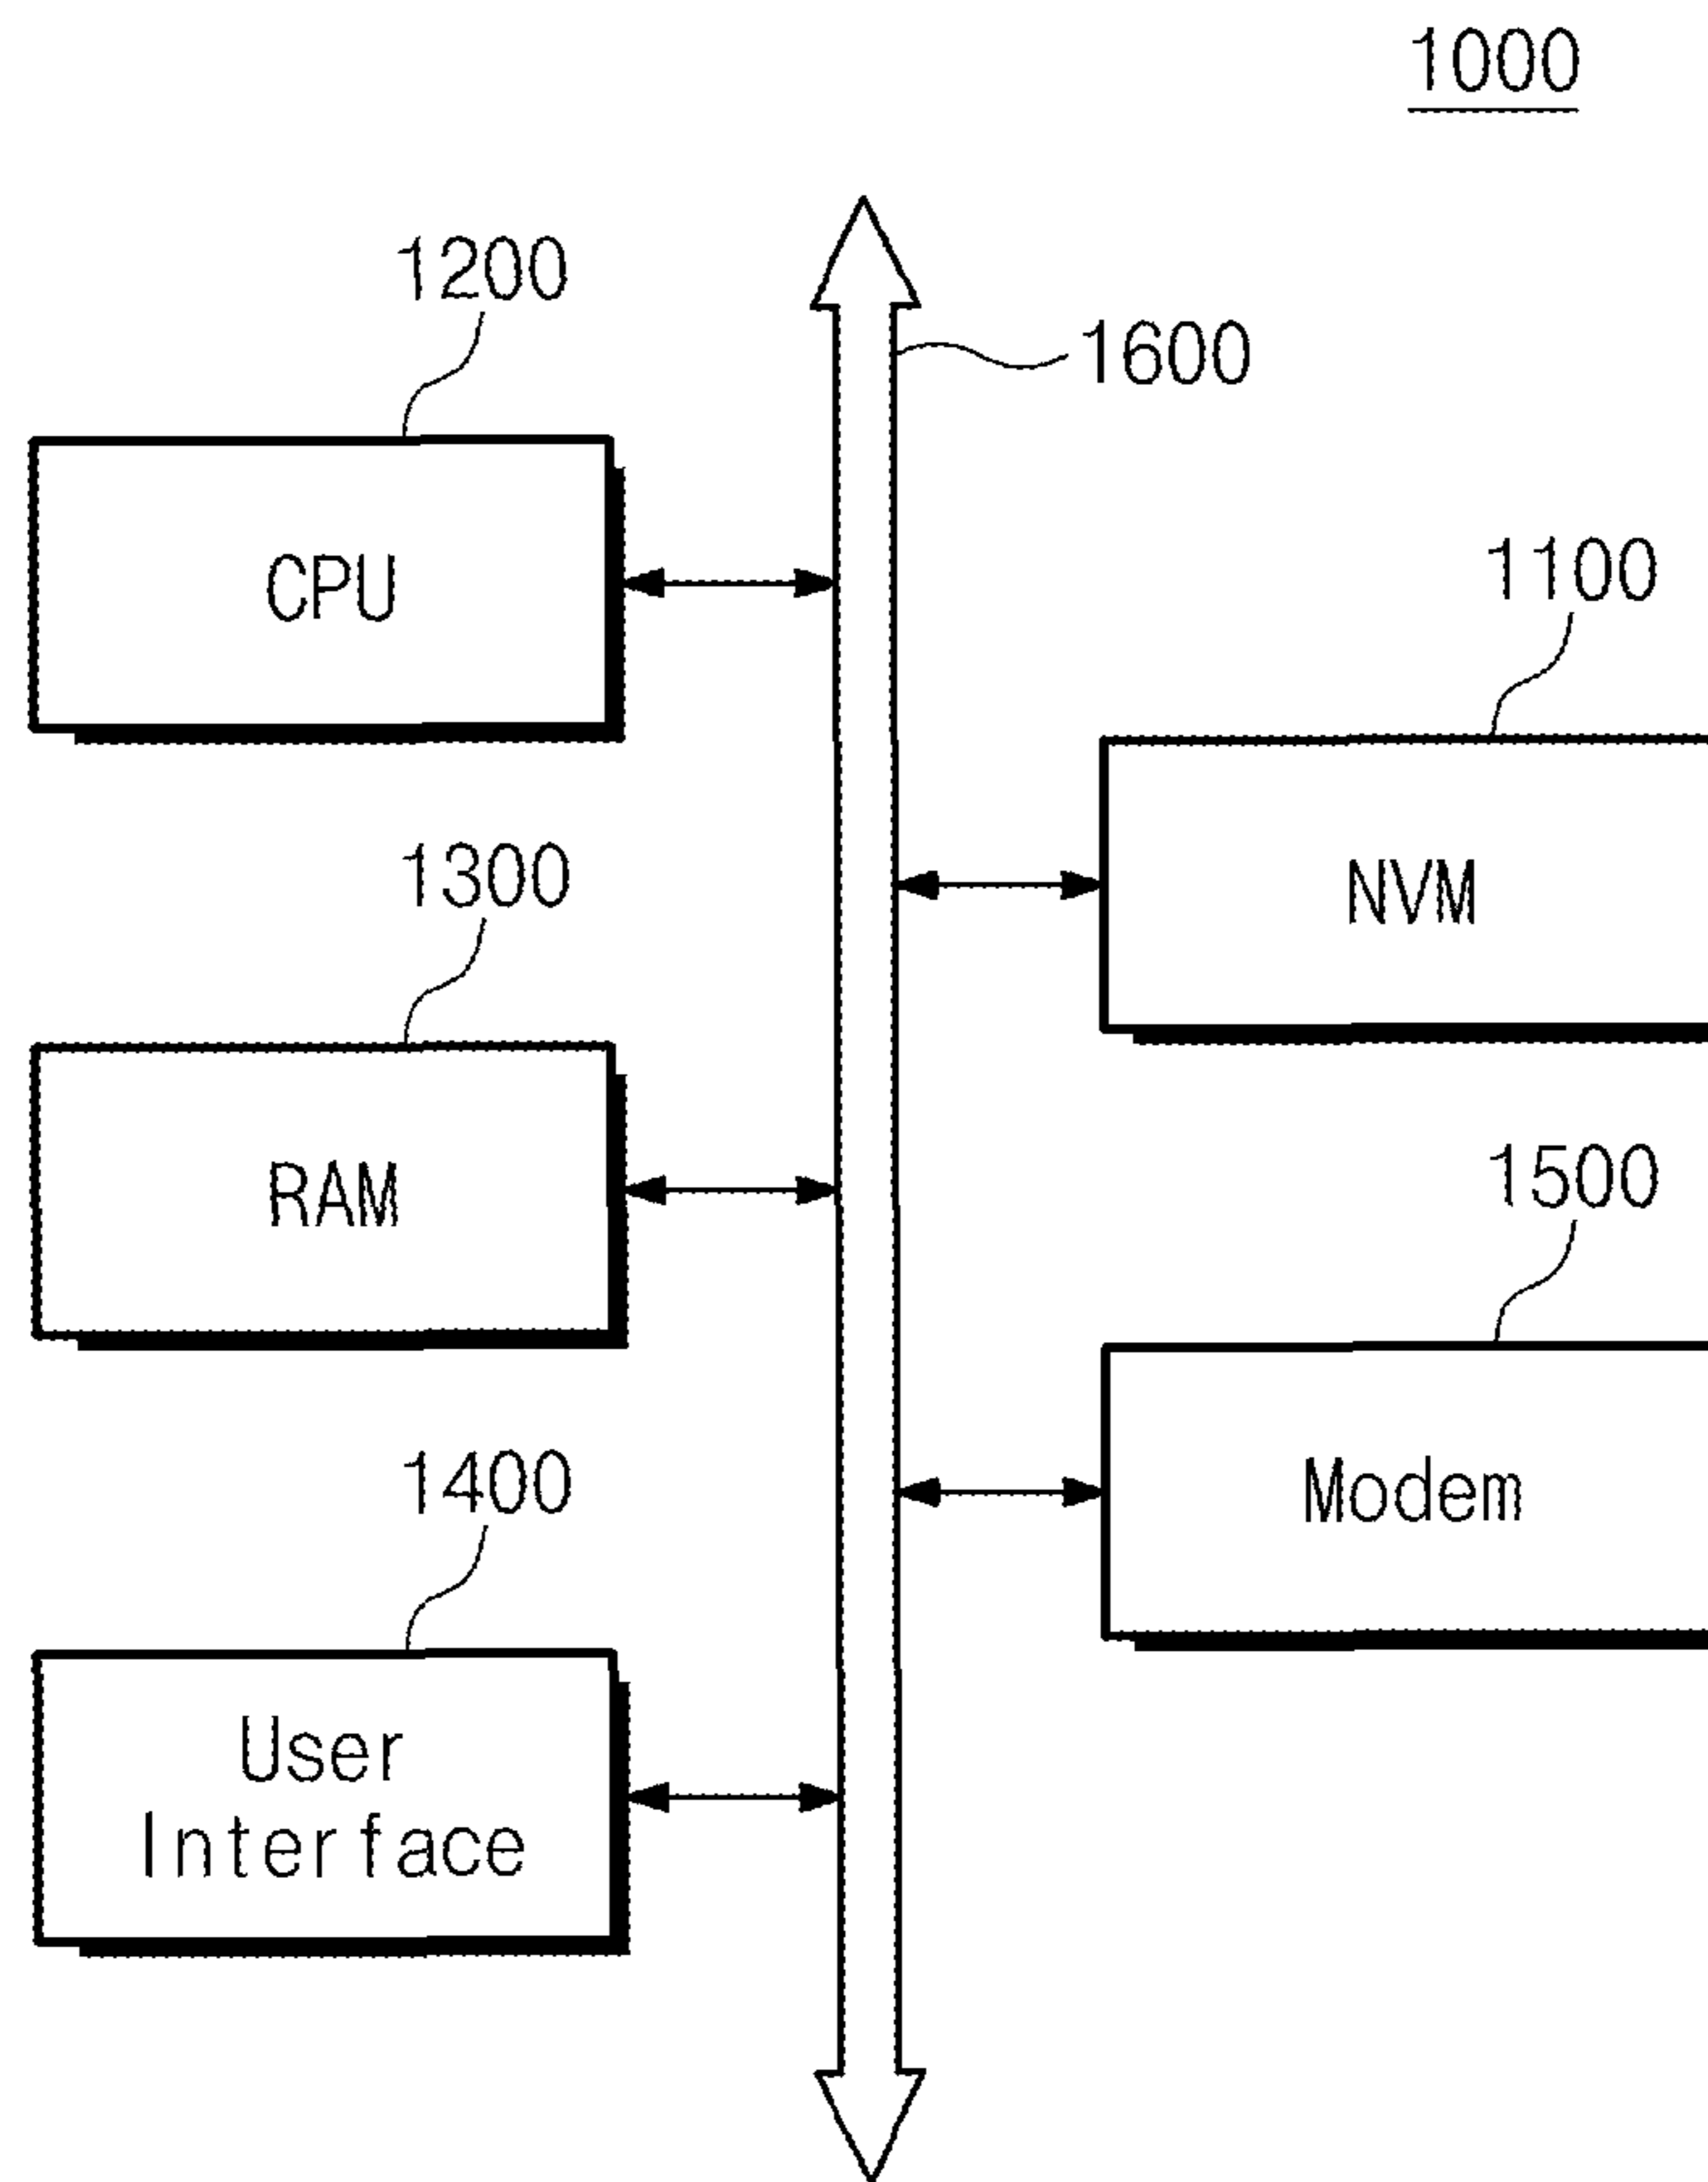 1000
1200
1600
CPU
1100
NVM
1300
RAM
1500
Modem
1400
User
Interface